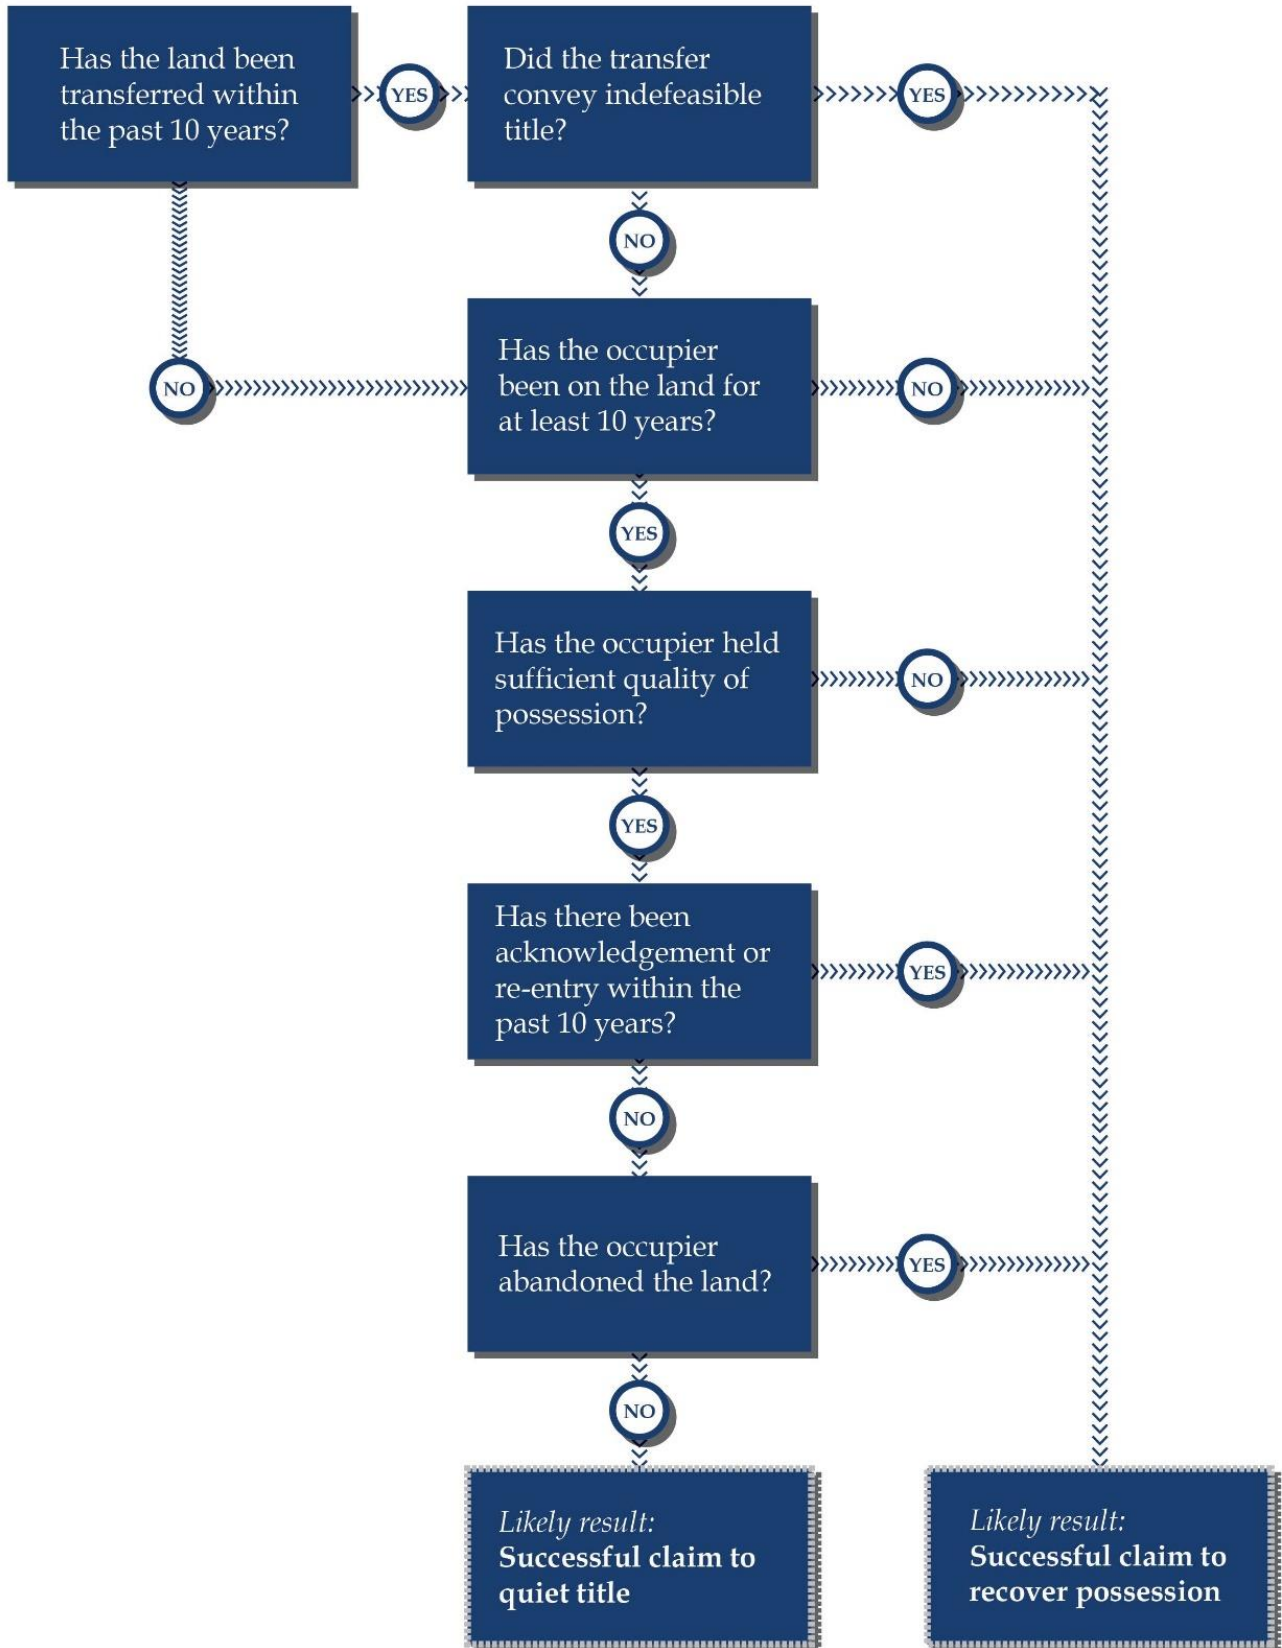 Has the land been
transferred within
the past 10 years?
YES
Did the transfer
convey indefeasible
title?
YES
NO
NO
Has the occupier
been on the land for
at least 10 years?
NO
YES
Has the occupier held
sufficient quality of
possession?
NO
YES
Has there been
acknowledgement or
re-entry within the
past 10 years?
YES
NO
Has the occupier
abandoned the land?
YES
NO
Likely result:
Successful claim to
quiet title
Likely result:
Successful claim to
recover possession